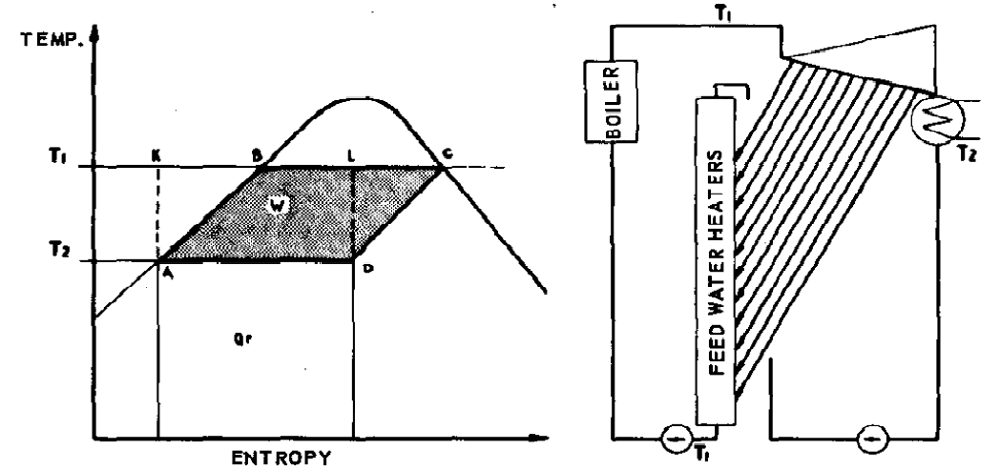 TEMP.
T1
K
B
L
C
W
T2
A
D
Qr
ENTROPY
T1
BOILER
FEED WATER HEATERS
T2
T1